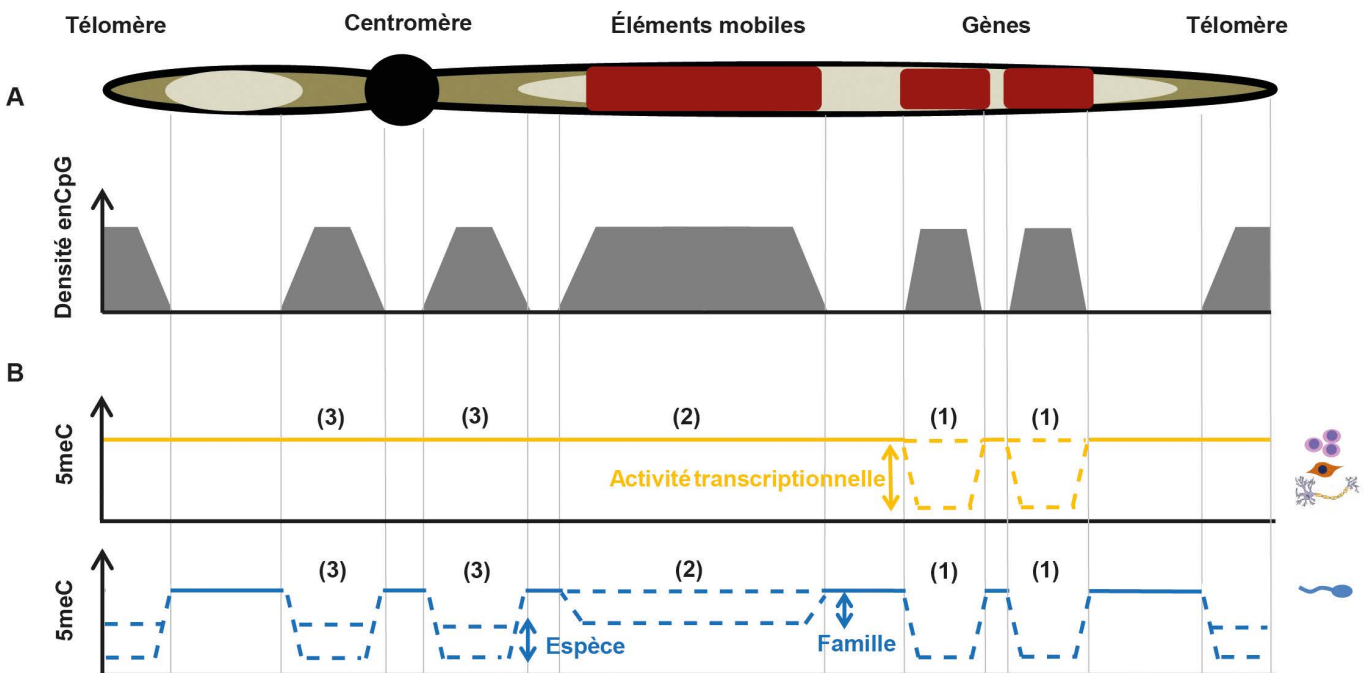 Télomère Centromère Éléments mobiles Gènes Télomère
A
Densité enCpG
B
5meC
(3) (3) (2) (1) (1)
Activité transcriptionnelle
5meC
(3) (3) (2) (1) (1)
Espèce
Famille